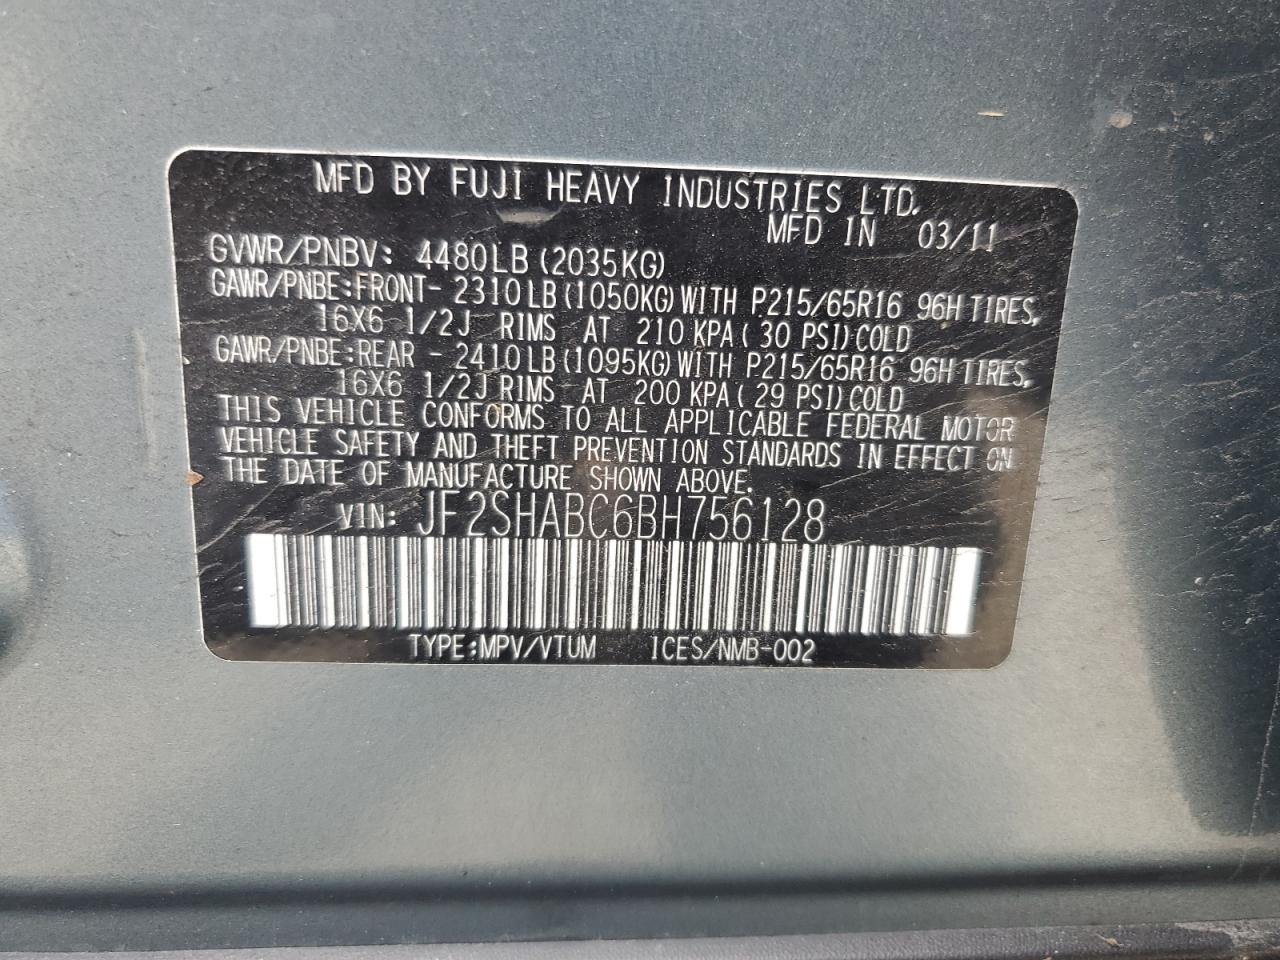 MFD BY FUJI HEAVY INDUSTRIES LTD.
MFD IN 03/11
GVWR/PNBV: 4480LB (2035KG)
GAWR/PNBE:FRONT- 2310LB (1050KG) WITH P215/65R16 96H TIRES,
16X6 1/2J RIMS AT 210 KPA ( 30 PSI) COLD
GAWR/PNBE:REAR - 2410LB (1095KG) WITH P215/65R16 96H TIRES,
16X6 1/2J RIMS AT 200 KPA ( 29 PSI) COLD
THIS VEHICLE CONFORMS TO ALL APPLICABLE FEDERAL MOTOR
VEHICLE SAFETY AND THEFT PREVENTION STANDARDS IN EFFECT ON
THE DATE OF MANUFACTURE SHOWN ABOVE.
VIN: JF2SHABC6BH756128
TYPE:MPV/VTUM ICES/NMB-002